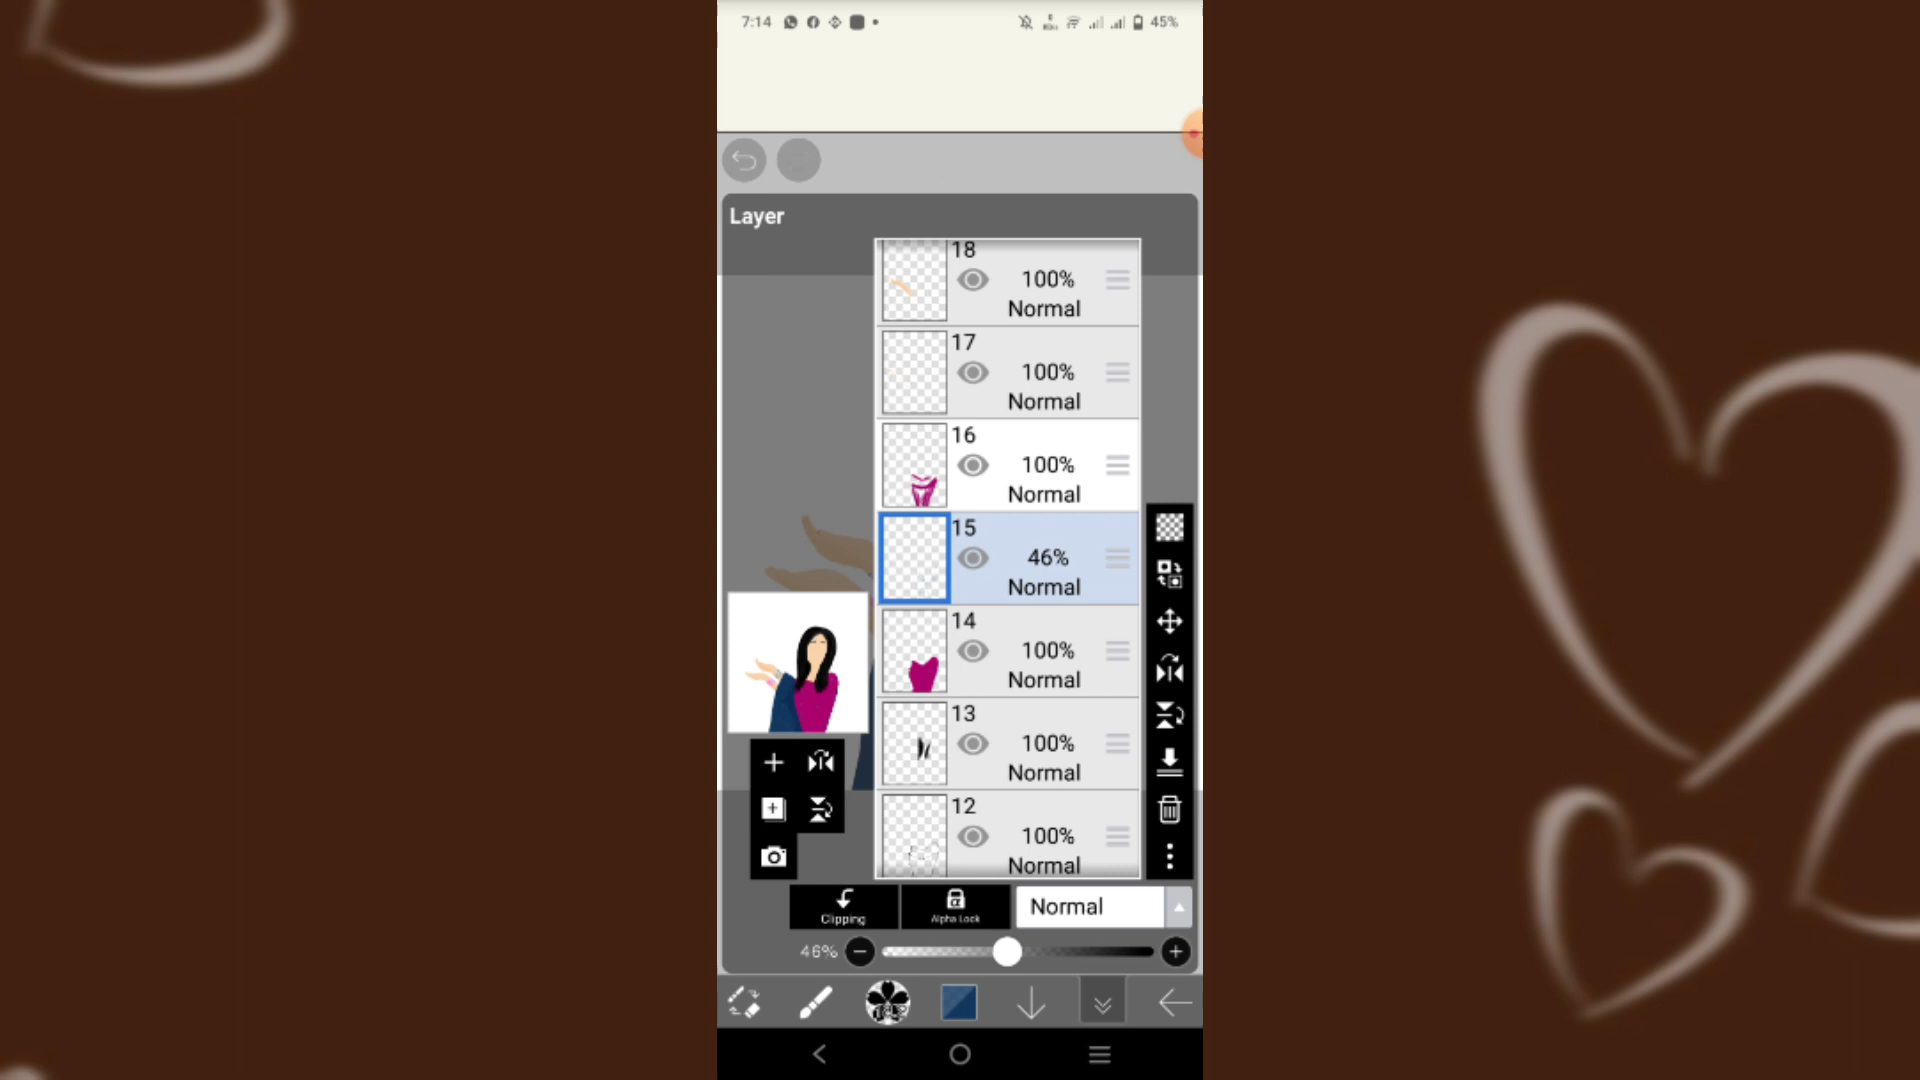 7:14 45%
Layer
18
100%
Normal
17
100%
Normal
16
100%
Normal
15
46%
Normal
14
100%
Normal
13
100%
Normal
12
100%
Normal
Clipping Alpha Lock Normal
46%